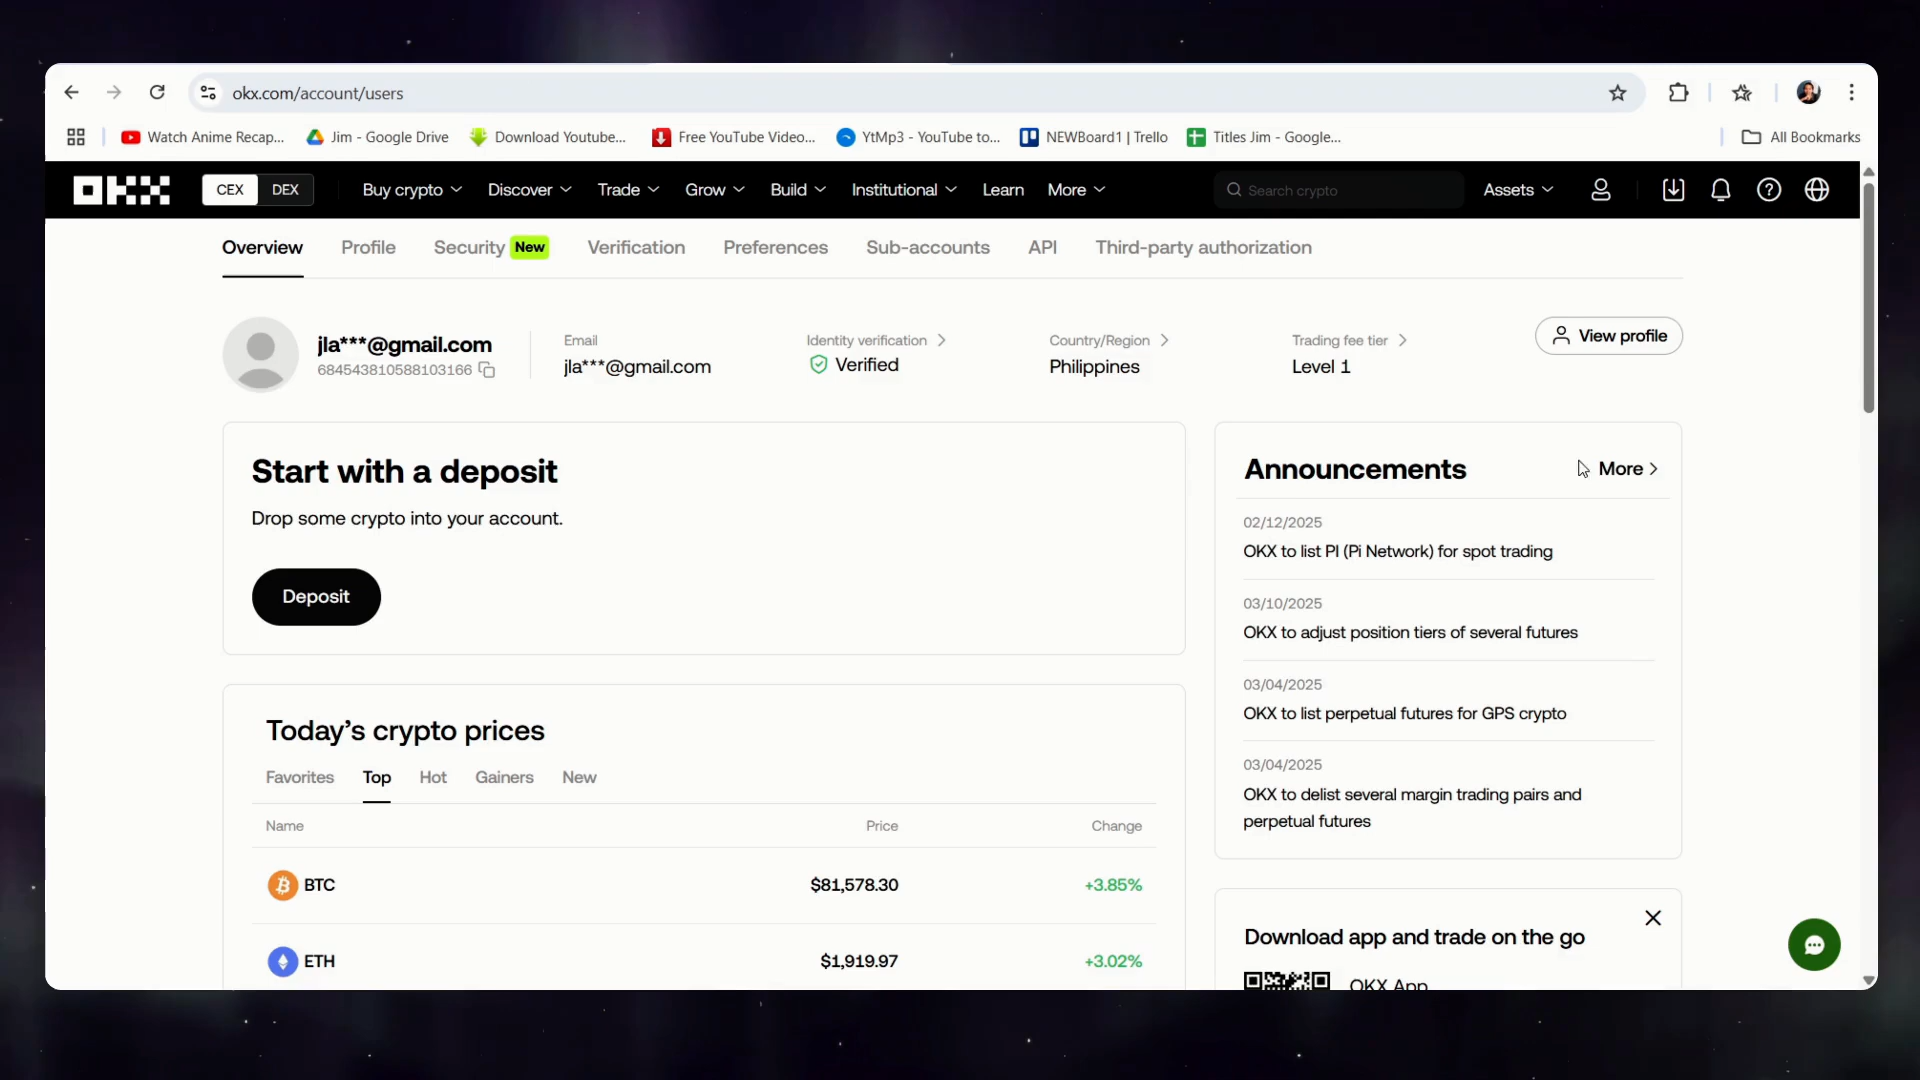 okx.com/account/users
Watch Anime Recap...
Jim - Google Drive
Download Youtube...
Free YouTube Video...
YtMp3 - YouTube to...
NEWBoard1 | Trello
Titles Jim - Google...
All Bookmarks
OKX
CEX
DEX
Buy crypto
Discover
Trade
Grow
Build
Institutional
Learn
More
Search crypto
Assets
Overview
Profile
Security New
Verification
Preferences
Sub-accounts
API
Third-party authorization
jla***@gmail.com
684543810588103166
Email
jla***@gmail.com
Identity verification
Verified
Country/Region
Philippines
Trading fee tier
Level 1
View profile
Start with a deposit
Drop some crypto into your account.
Deposit
Announcements
More
02/12/2025
OKX to list PI (Pi Network) for spot trading
03/10/2025
OKX to adjust position tiers of several futures
03/04/2025
OKX to list perpetual futures for GPS crypto
03/04/2025
OKX to delist several margin trading pairs and
perpetual futures
Today’s crypto prices
Favorites
Top
Hot
Gainers
New
Name
Price
Change
BTC
$81,578.30
+3.85%
ETH
$1,919.97
+3.02%
Download app and trade on the go
OKX App